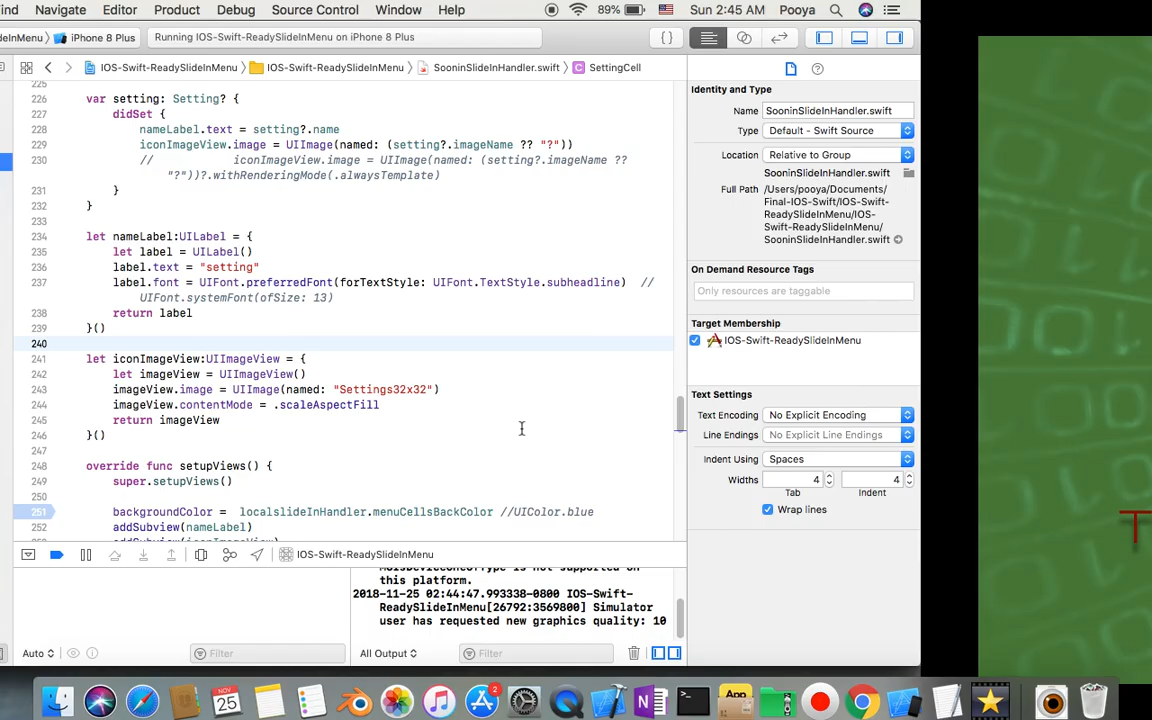 ind Navigate Editor Product Debug Source Control Window Help 89% Sun 2:45 AM Pooya
deInMenu iPhone 8 Plus Running IOS-Swift-ReadySlideInMenu on iPhone 8 Plus
IOS-Swift-ReadySlideInMenu IOS-Swift-ReadySlideInMenu SooninSlideInHandler.swift SettingCell
225
226 var setting: Setting? {
227 didSet {
228 nameLabel.text = setting?.name
229 iconImageView.image = UIImage(named: (setting?.imageName ?? "?"))
230 // iconImageView.image = UIImage(named: (setting?.imageName ??
"?"))?.withRenderingMode(.alwaysTemplate)
231 }
232 }
233
234 let nameLabel:UILabel = {
235 let label = UILabel()
236 label.text = "setting"
237 label.font = UIFont.preferredFont(forTextStyle: UIFont.TextStyle.subheadline) //
UIFont.systemFont(ofSize: 13)
238 return label
239 }()
240
241 let iconImageView:UIImageView = {
242 let imageView = UIImageView()
243 imageView.image = UIImage(named: "Settings32x32")
244 imageView.contentMode = .scaleAspectFill
245 return imageView
246 }()
247
248 override func setupViews() {
249 super.setupViews()
250
251 backgroundColor = localslideInHandler.menuCellsBackColor //UIColor.blue
252 addSubview(nameLabel)
Identity and Type
Name SooninSlideInHandler.swift
Type Default - Swift Source
Location Relative to Group
SooninSlideInHandler.swift
Full Path /Users/pooya/Documents/
Final-IOS-Swift/IOS-Swift-
ReadySlideInMenu/IOS-
Swift-ReadySlideInMenu/
SooninSlideInHandler.swift
On Demand Resource Tags
Only resources are taggable
Target Membership
IOS-Swift-ReadySlideInMenu
Text Settings
Text Encoding No Explicit Encoding
Line Endings No Explicit Line Endings
Indent Using Spaces
Widths 4 4
Tab Indent
Wrap lines
IOS-Swift-ReadySlideInMenu
this platform.
2018-11-25 02:44:47.993338-0800 IOS-Swift-
ReadySlideInMenu[26792:3569800] Simulator
user has requested new graphics quality: 10
Auto Filter All Output Filter
NOV
25
2
App
T